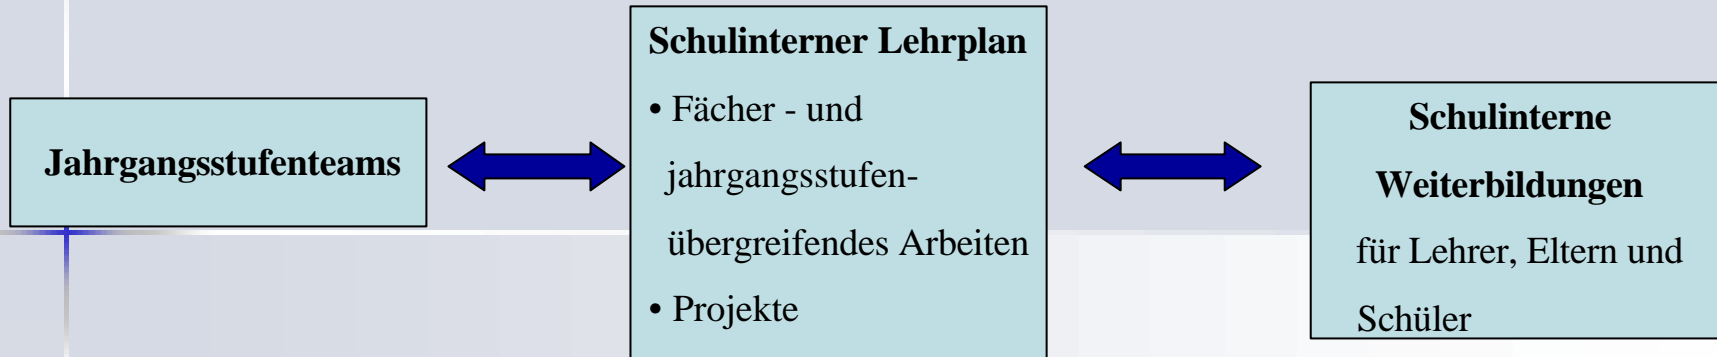 Jahrgangsstufenteams
Schulinterner Lehrplan
• Fächer - und
jahrgangsstufen-
übergreifendes Arbeiten
• Projekte
Schulinterne
Weiterbildungen
für Lehrer, Eltern und
Schüler